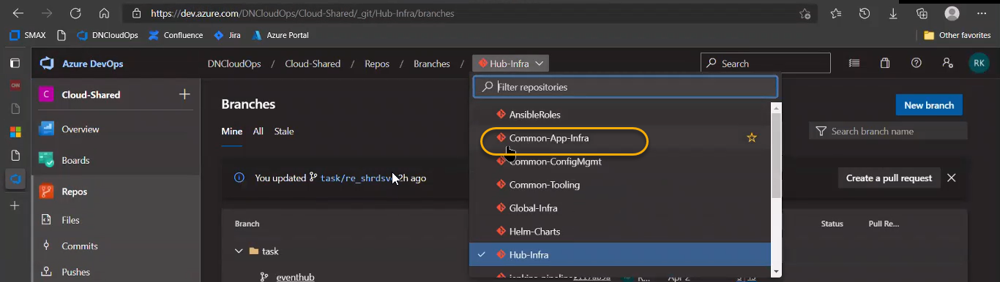 https://dev.azure.com/DNCloudOps/Cloud-Shared/_git/Hub-Infra/branches
SMAX DNCloudOps Confluence Jira Azure Portal Other favorites
Azure DevOps DNCloudOps / Cloud-Shared / Repos / Branches / Hub-Infra Search RK
CN
C Cloud-Shared
Overview
Boards
Repos
Files
Commits
Pushes
Branches
Mine All Stale
You updated task/re_shrdsv 2h ago
Branch
task
eventhub
Filter repositories
AnsibleRoles
Common-App-Infra
Common-ConfigMgmt
Common-Tooling
Global-Infra
Helm-Charts
Hub-Infra
New branch
Search branch name
Create a pull request
Status Pull Re...
Apr 2